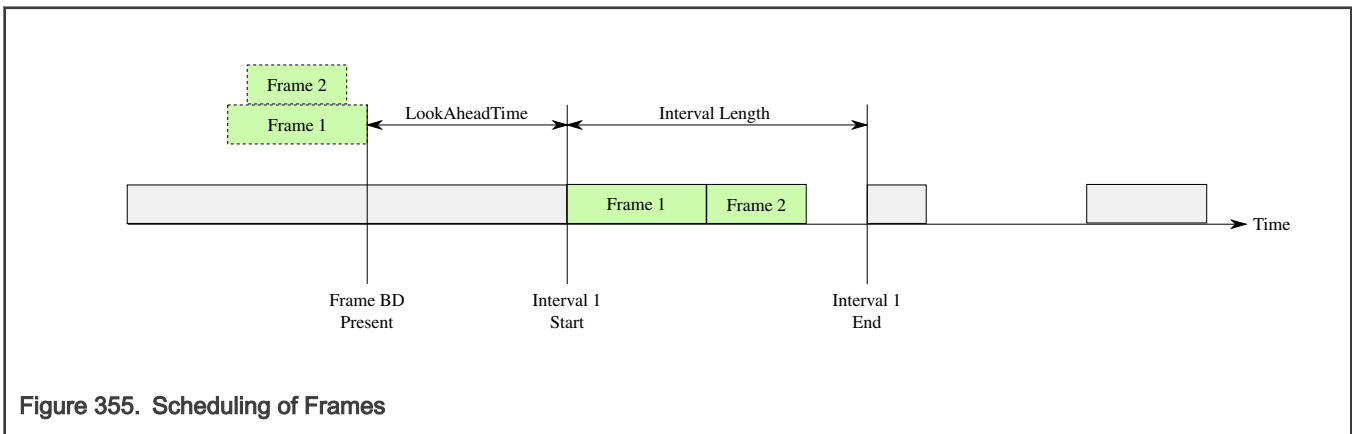 Frame 2
Frame 1
LookAheadTime
Interval Length
Frame 1
Frame 2
Time
Frame BD
Present
Interval 1
Start
Interval 1
End
Figure 355. Scheduling of Frames